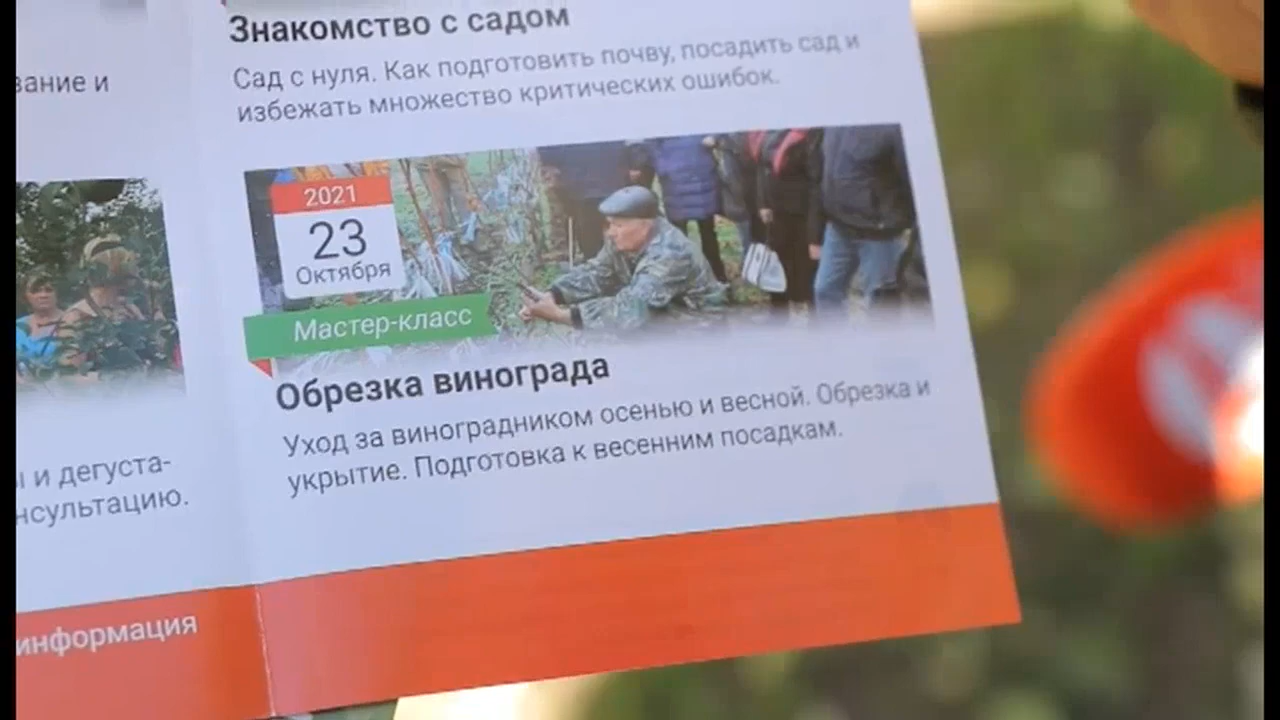 Знакомство с садом
Сад с нуля. Как подготовить почву, посадить сад и
избежать множество критических ошибок.
2021
23
Октября
Мастер-класс
Обрезка винограда
Уход за виноградником осенью и весной. Обрезка и
укрытие. Подготовка к весенним посадкам.
вание и
ы и дегуста-
нсультацию.
информация